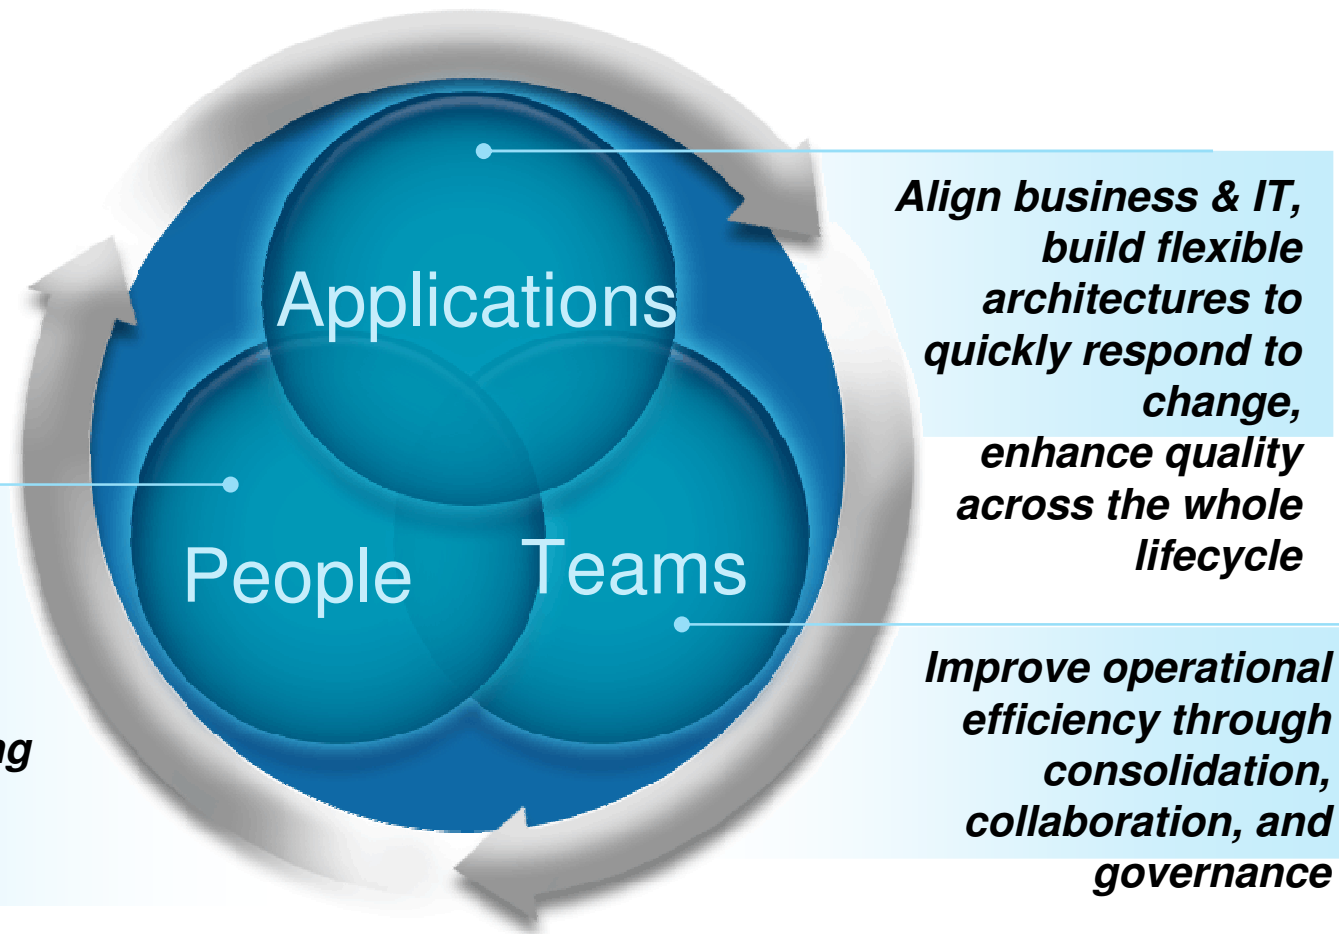 Applications
People
Teams
Align business & IT,
build flexible
architectures to
quickly respond to
change,
enhance quality
across the whole
lifecycle
Improve operational
efficiency through
consolidation,
collaboration, and
governance